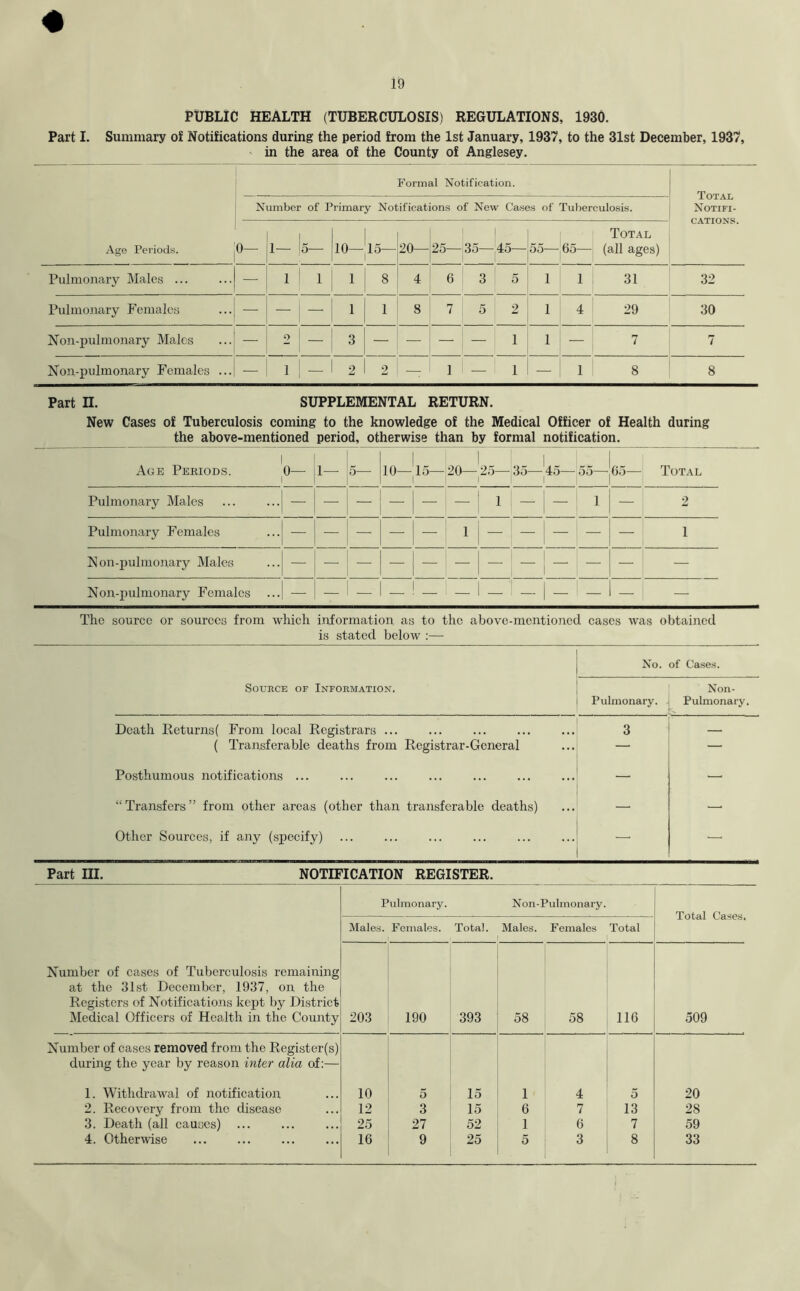 19
PUBLIC HEALTH (TUBERCULOSIS) REGULATIONS, 1930.
Part I. Summary of Notifications during the period from the 1st January, 1937, to the 31st December, 1937,
in the area of the County of Anglesey.
Formal Notification.
Total Notifi-cations.
Number of Primary Notifications of New Cases of Tuberculosis.
Age Periods. 0— 1— 5— 10— 15— 20— 25— 35— 45— 55— 65— Total (all ages)
Pulmonary Males ... ... — 1 1 1 8 4 6 3 5 1 1 31 32
Pulmonary Females ... — — — 1 1 8 7 5 2 1 4 29 30
Non-pulmonary Males ... — 2 — 3 — — — — 1 1 — 7 7
Non-pulmonary Females ... — 1 — 2 2 — 1 — 1 — 1 8 8
Part II. SUPPLEMENTAL RETURN.
New Cases of Tuberculosis coming to the knowledge of the Medical Officer of Health during
the above-mentioned period, otherwise than by formal notification.
Age Periods. 0— 1— 5— 10— 15— 20— 25— 35— 45— 55— 65— Total
Pulmonary Males ... ... — — — — — — 1 — — 1 — 2
Pulmonary Females ... — — — — — 1 — — — — — 1
Non-pulmonary Males ... — — — — — — — — — — — —
Non-pulmonary Females ... — — — — — — — — — — — —
The source or sources from which information as to the above-mentioned cases was obtained
is stated below :—
No. of Cases.
Source of Information. Pulmonary. Non-Pulmonary.
Death Returns( From local Registrars ... ... ... ... ... 3 —
( Transferable deaths from Registrar-General ... — —
Posthumous notifications ... ... ... ... ... ... ... — —
“Transfers” from other areas (other than transferable deaths) ... — —
Other Sources, if any (specify) ... ... ... ... ... ... — —
Part III. NOTIFICATION REGISTER.
Pulmonary. Non-Pulmonary. Total Cases.
Males. Females. Total. Males. Females Total
Number of cases of Tuberculosis remaining
at the 31st December, 1937, on the
Registers of Notifications kept by District
Medical Officers of Health in the County 203 190 393 58 58 116 509
Number of cases removed from the Register(s)
during the year by reason inter alia of:—
1. Withdrawal of notification ... 10 5 15 1 4 5 20
2. Recovery from the disease ... 12 3 15 6 7 13 28
3. Death (all causes) ... ... ... 25 27 52 1 6 7 59
4. Otherwise ... ... ... ... 16 9 25 5 3 8 33